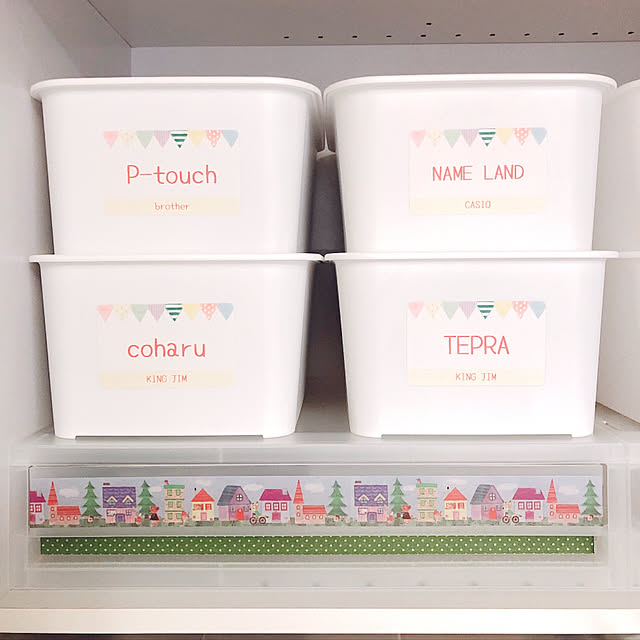 P-touch
brother
NAME LAND
CASIO
coharu
KING JIM
TEPRA
KING JIM